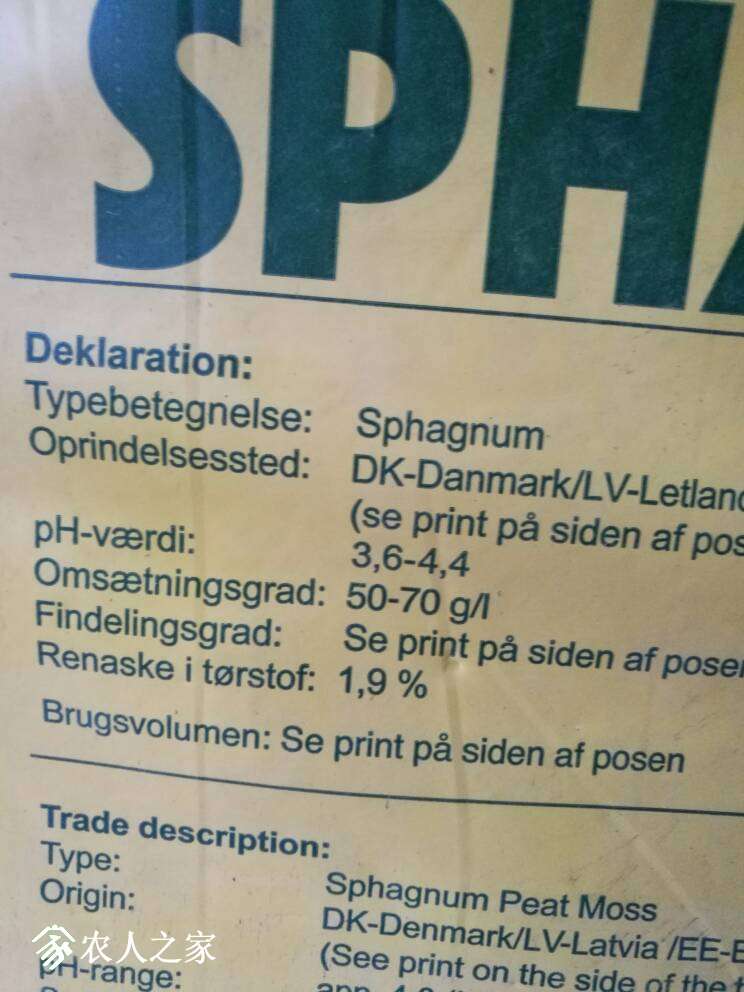 SPH
Deklaration:
Typebetegnelse: Sphagnum
Oprindelsessted: DK-Danmark/LV-Letland
(se print på siden af pos
pH-værdi: 3,6-4,4
Omsætningsgrad: 50-70 g/l
Findelingsgrad: Se print på siden af posen
Renaske i tørstof: 1,9 %
Brugsvolumen: Se print på siden af posen
Trade description:
Type: Sphagnum Peat Moss
Origin: DK-Denmark/LV-Latvia /EE-E
(See print on the side of the
农人之家
pH-range: